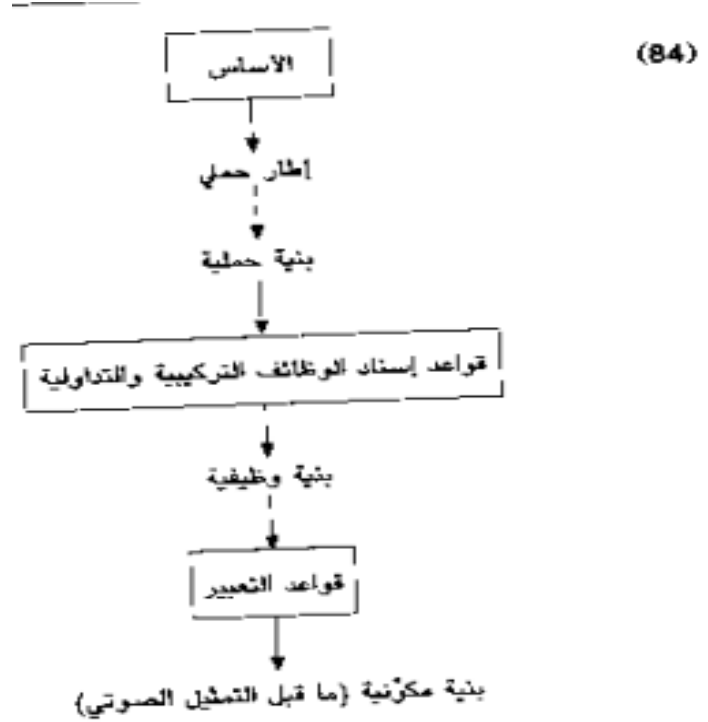 (84)
الاساس
إطار حملي
بنية حملية
قواعد إسناد الوظائف التركيبية والتداولية
بنية وظيفية
قواعد التعبير
بنية مكوّنية (ما قبل التمثيل الصوتي)